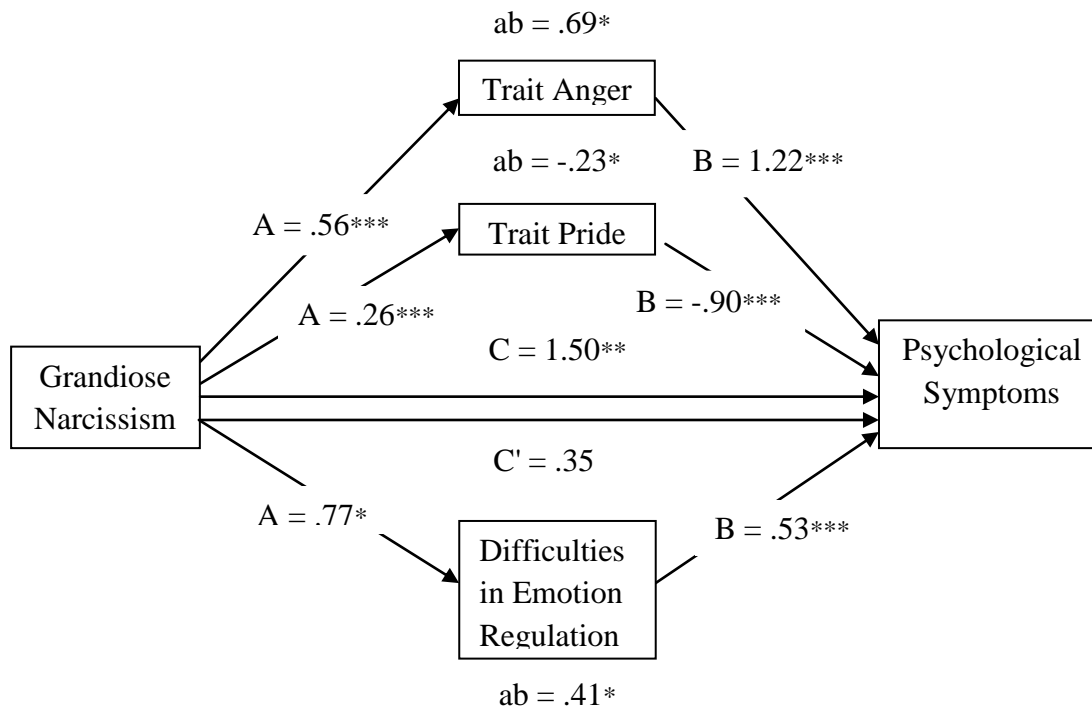 ab = .69*
Trait Anger
ab = -.23*
B = 1.22***
A = .56***
Trait Pride
A = .26***
B = -.90***
C = 1.50**
Grandiose
Narcissism
Psychological
Symptoms
C' = .35
A = .77*
B = .53***
Difficulties
in Emotion
Regulation
ab = .41*